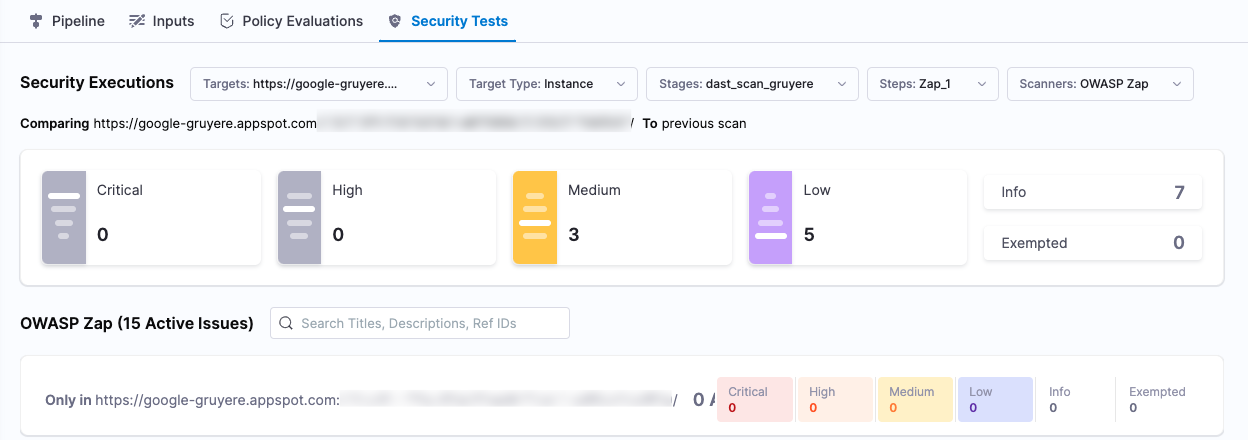 Pipeline Inputs Policy Evaluations Security Tests
Security Executions Targets: https://google-gruyere.... Target Type: Instance Stages: dast_scan_gruyere Steps: Zap_1 Scanners: OWASP Zap
Comparing https://google-gruyere.appspot.com / To previous scan
Critical High Medium Low
Info 7
0 0 3 5
Exempted 0
OWASP Zap (15 Active Issues) Search Titles, Descriptions, Ref IDs
Only in https://google-gruyere.appspot.com: / 0 Critical High Medium Low Info Exempted
0 0 0 0 0 0